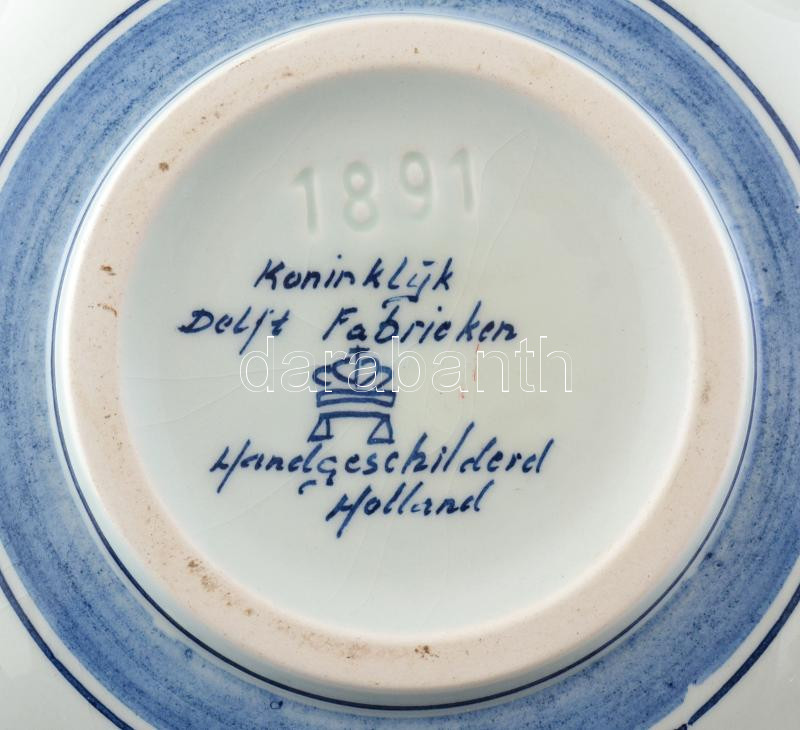 1891
Koninklijk
Delft Fabrieken
darabanth
Handgeschilderd
Holland